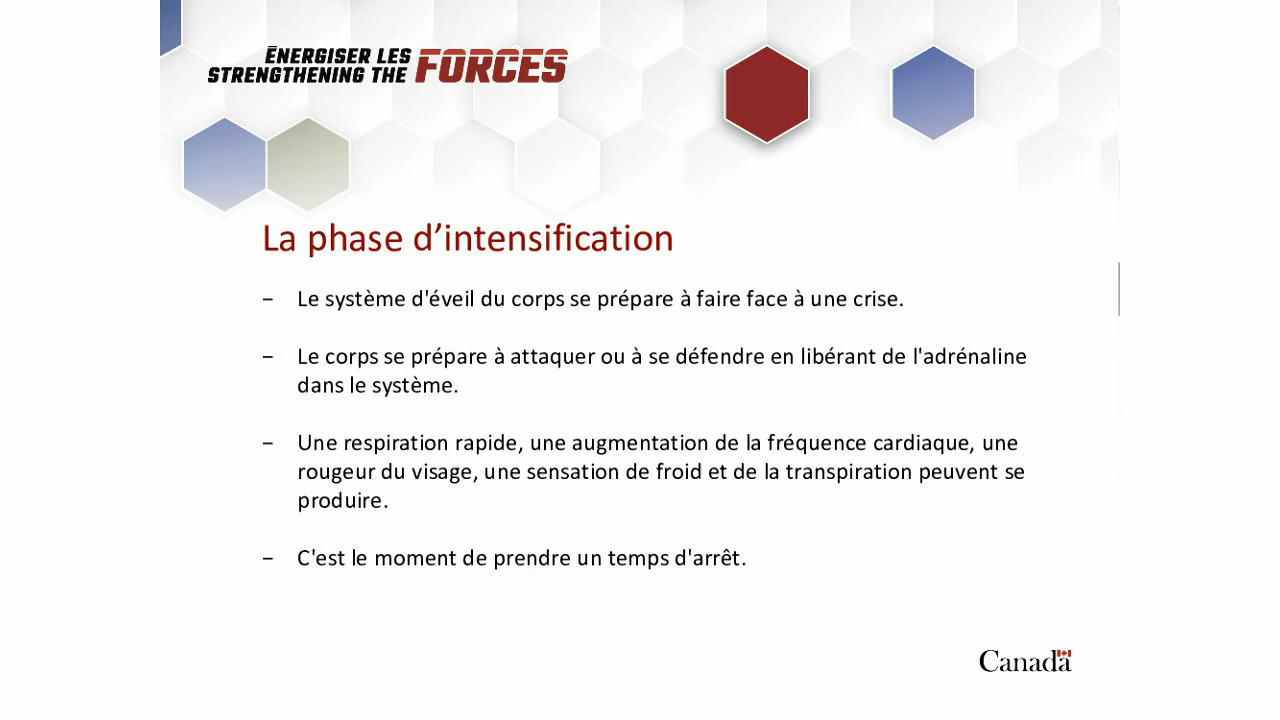 ÉNERGISER LES
STRENGTHENING THE FORCES
La phase d’intensification
– Le système d'éveil du corps se prépare à faire face à une crise.
– Le corps se prépare à attaquer ou à se défendre en libérant de l'adrénaline
dans le système.
– Une respiration rapide, une augmentation de la fréquence cardiaque, une
rougeur du visage, une sensation de froid et de la transpiration peuvent se
produire.
– C'est le moment de prendre un temps d'arrêt.
Canada